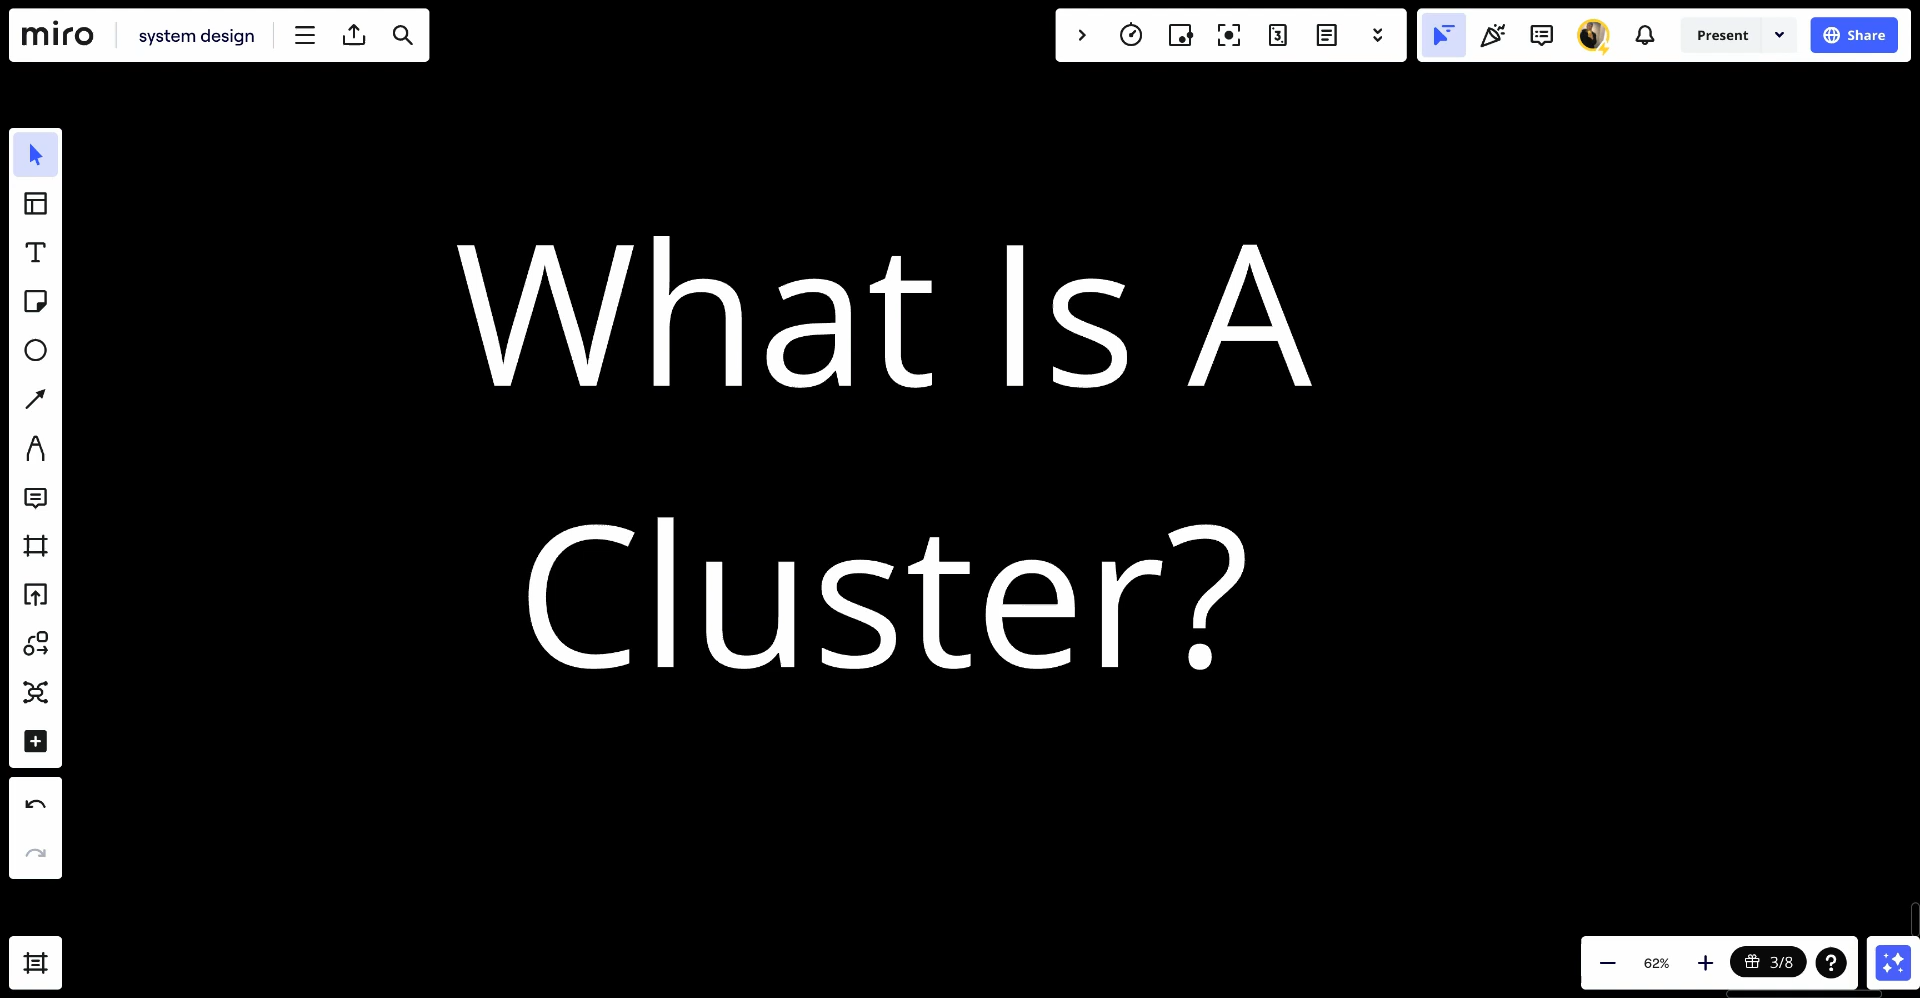 miro
system design
Present
Share
What Is A
Cluster?
62%
3/8